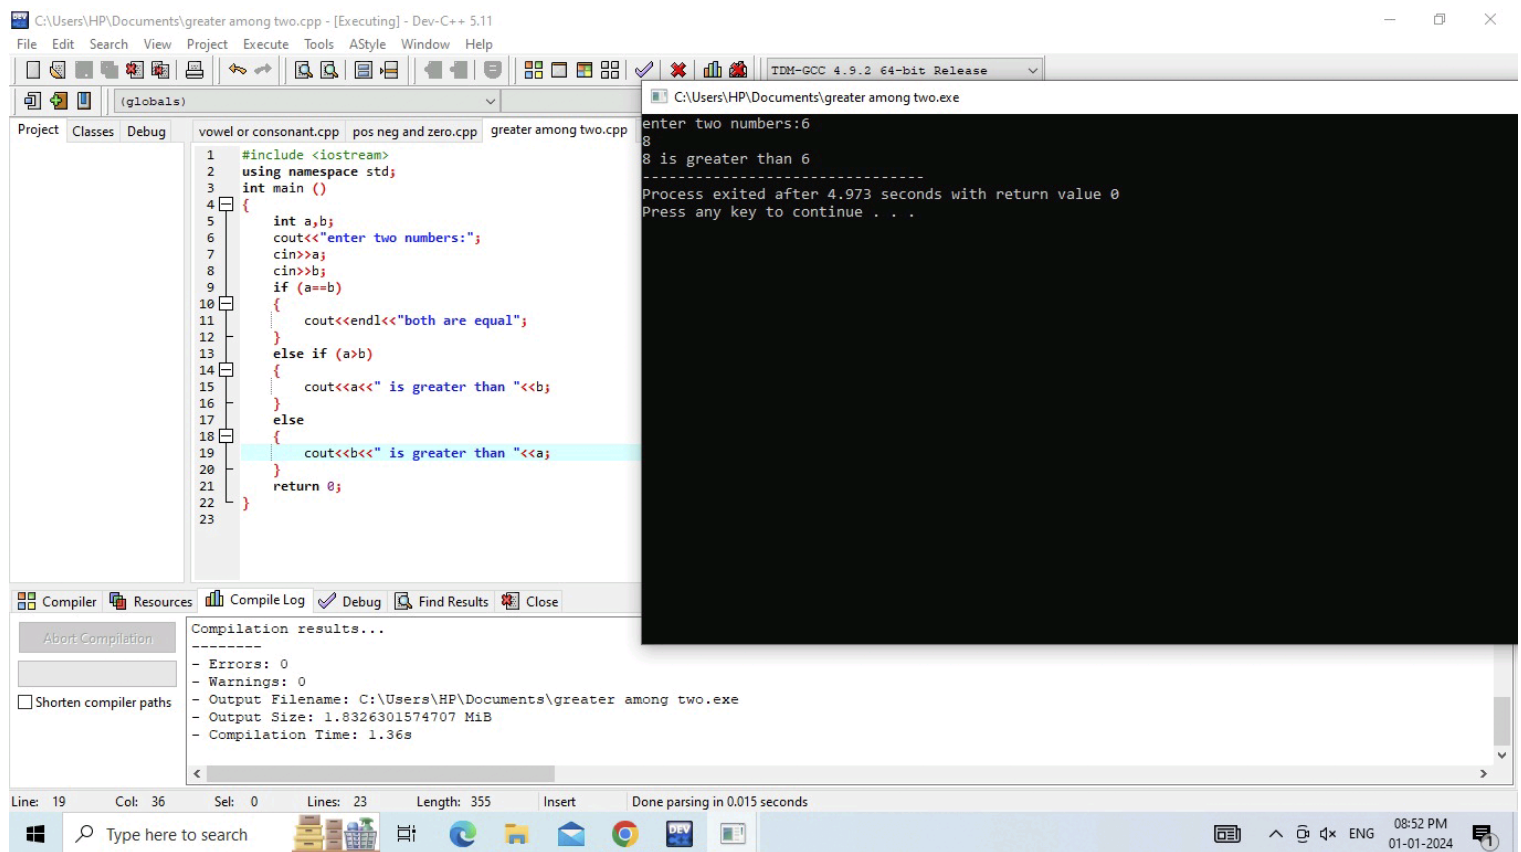 C:\Users\HP\Documents\greater among two.cpp - [Executing] - Dev-C++ 5.11
File Edit Search View Project Execute Tools AStyle Window Help
TDM-GCC 4.9.2 64-bit Release
(globals)
Project Classes Debug
vowel or consonant.cpp pos neg and zero.cpp greater among two.cpp
1 #include <iostream>
2 using namespace std;
3 int main ()
4 {
5 int a,b;
6 cout<<"enter two numbers:";
7 cin>>a;
8 cin>>b;
9 if (a==b)
10 {
11 cout<<endl<<"both are equal";
12 }
13 else if (a>b)
14 {
15 cout<<a<<" is greater than "<<b;
16 }
17 else
18 {
19 cout<<b<<" is greater than "<<a;
20 }
21 return 0;
22 }
23
C:\Users\HP\Documents\greater among two.exe
enter two numbers:6
8
8 is greater than 6
--------------------------------
Process exited after 4.973 seconds with return value 0
Press any key to continue . . .
Compiler Resources Compile Log Debug Find Results Close
Abort Compilation
Shorten compiler paths
Compilation results...
--------
- Errors: 0
- Warnings: 0
- Output Filename: C:\Users\HP\Documents\greater among two.exe
- Output Size: 1.8326301574707 MiB
- Compilation Time: 1.36s
Line: 19 Col: 36 Sel: 0 Lines: 23 Length: 355 Insert Done parsing in 0.015 seconds
Type here to search
DEV
ENG
08:52 PM
01-01-2024
1